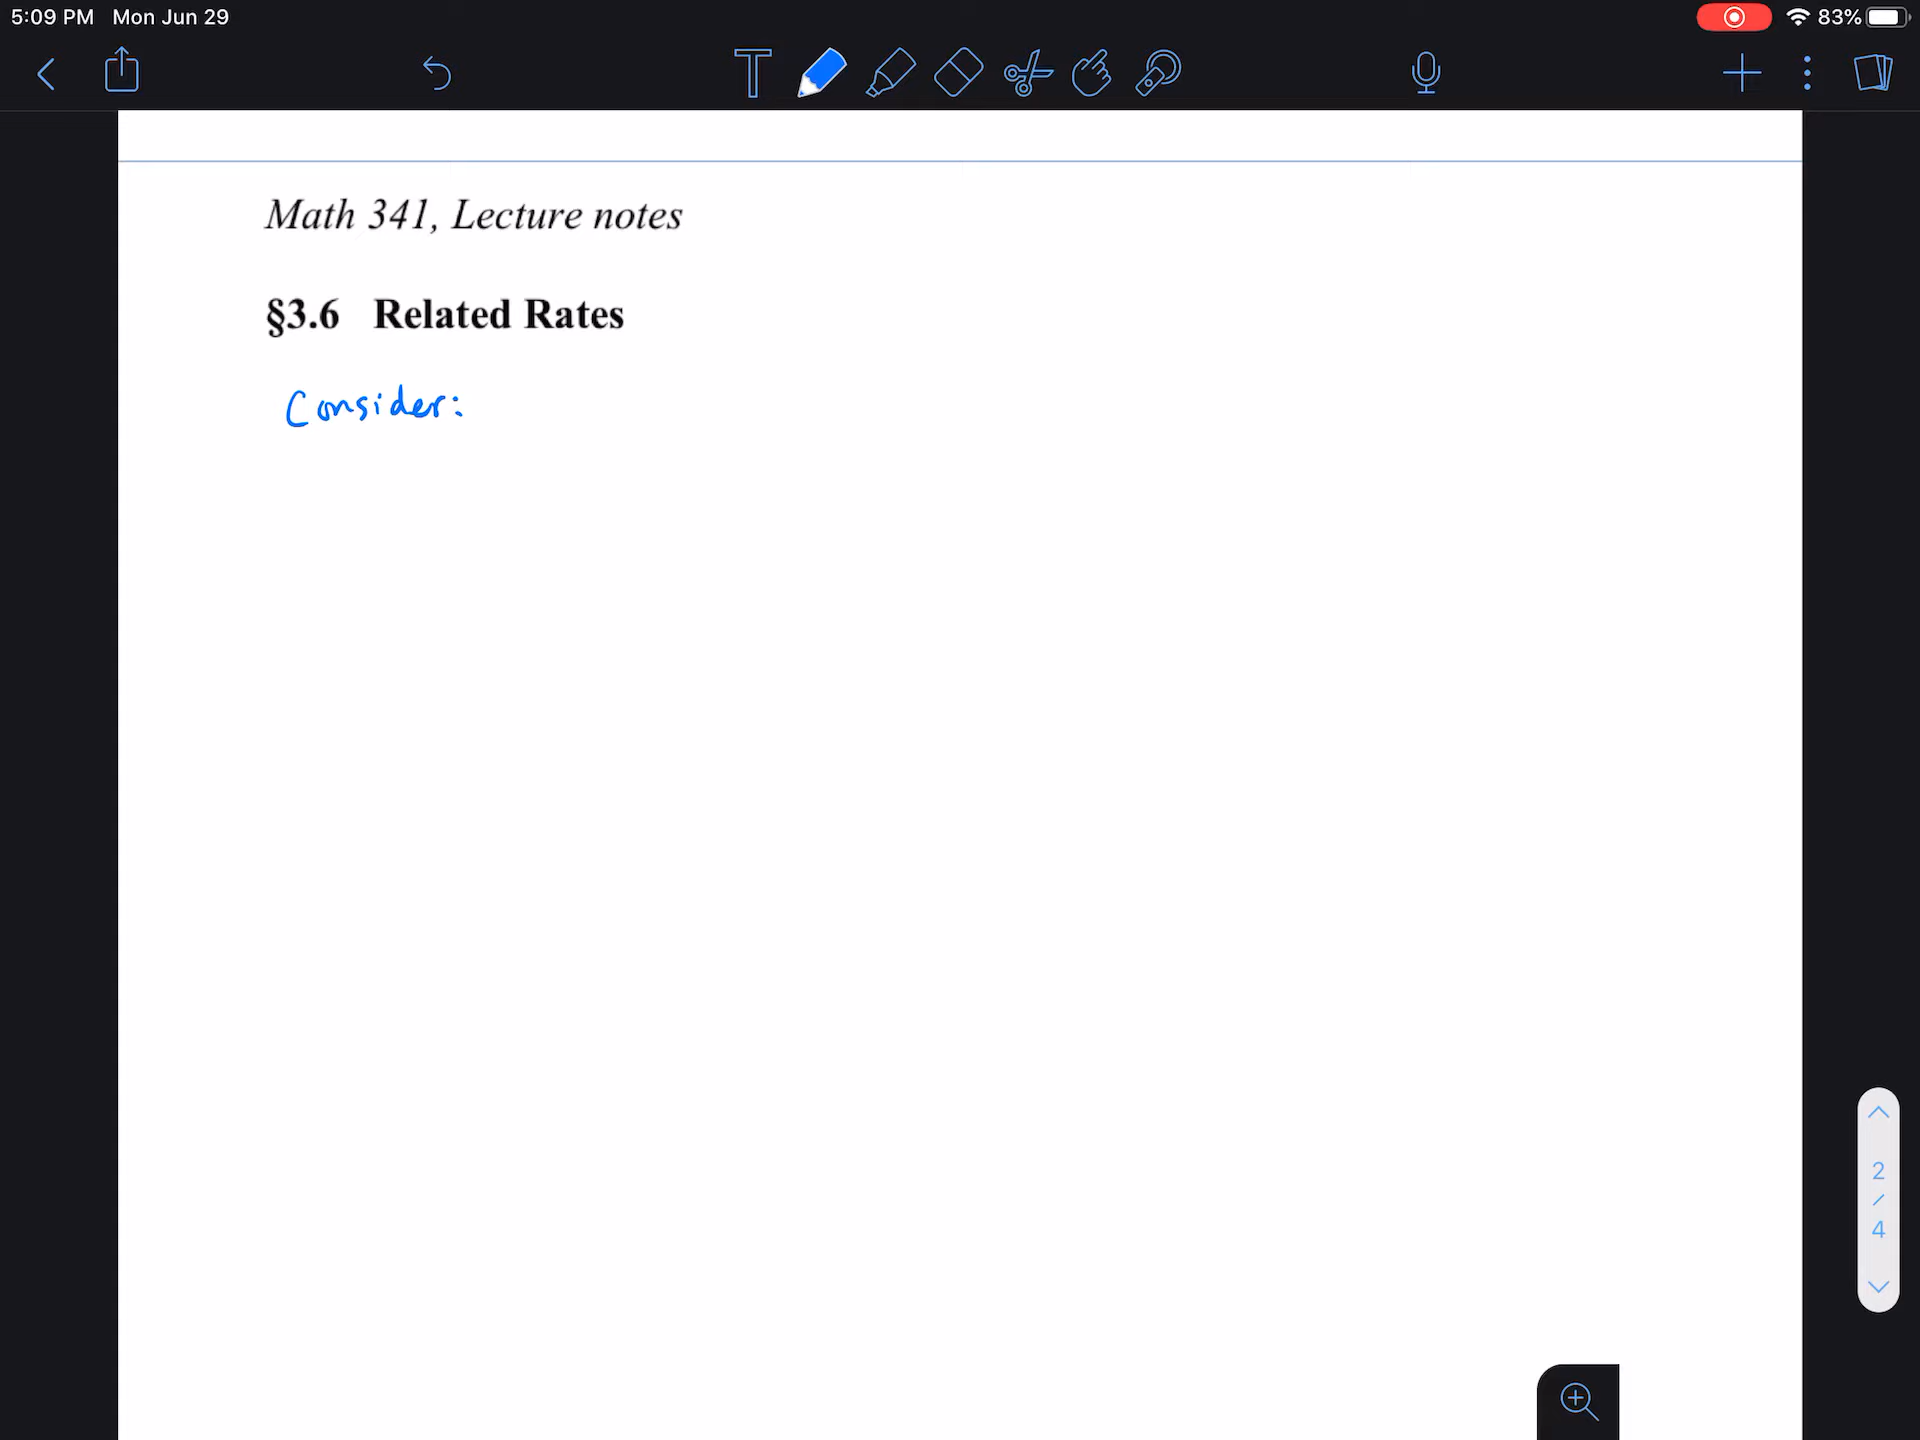 5:09 PM Mon Jun 29 83%
Math 341, Lecture notes
§3.6 Related Rates
Consider:
2
/
4